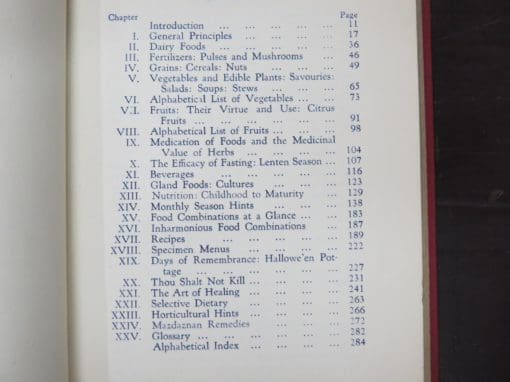 Chapter Page
Introduction ... ... ... ... ... 11
I. General Principles ... ... ... ... 17
II. Dairy Foods ... ... ... ... ... 36
III. Fertilizers: Pulses and Mushrooms ... 46
IV. Grains: Cereals: Nuts ... ... ... 49
V. Vegetables and Edible Plants: Savouries:
Salads: Soups: Stews ... ... ... 65
VI. Alphabetical List of Vegetables ... ... 73
V.I Fruits: Their Virtue and Use: Citrus
Fruits ... ... ... ... ... ... 91
VIII. Alphabetical List of Fruits ... ... ... 98
IX. Medication of Foods and the Medicinal
Value of Herbs ... ... ... ... 104
X. The Efficacy of Fasting: Lenten Season ... 107
XI. Beverages ... ... ... ... ... 116
XII. Gland Foods: Cultures ... ... ... 123
XIII. Nutrition: Childhood to Maturity ... 129
XIV. Monthly Season Hints ... ... ... 138
XV. Food Combinations at a Glance ... ... 183
XVI. Inharmonious Food Combinations ... 187
XVII. Recipes ... ... ... ... ... 189
XVIII. Specimen Menus ... ... ... ... 222
XIX. Days of Remembrance: Hallowe'en Pot-
tage ... ... ... ... ... ... 227
XX. Thou Shalt Not Kill ... ... ... ... 231
XXI. The Art of Healing ... ... ... ... 241
XXII. Selective Dietary ... ... ... ... 263
XXIII. Horticultural Hints ... ... ... ... 266
XXIV. Mazdaznan Remedies ... ... ... 272
XXV. Glossary ... ... ... ... ... 282
Alphabetical Index ... ... ... ... 284